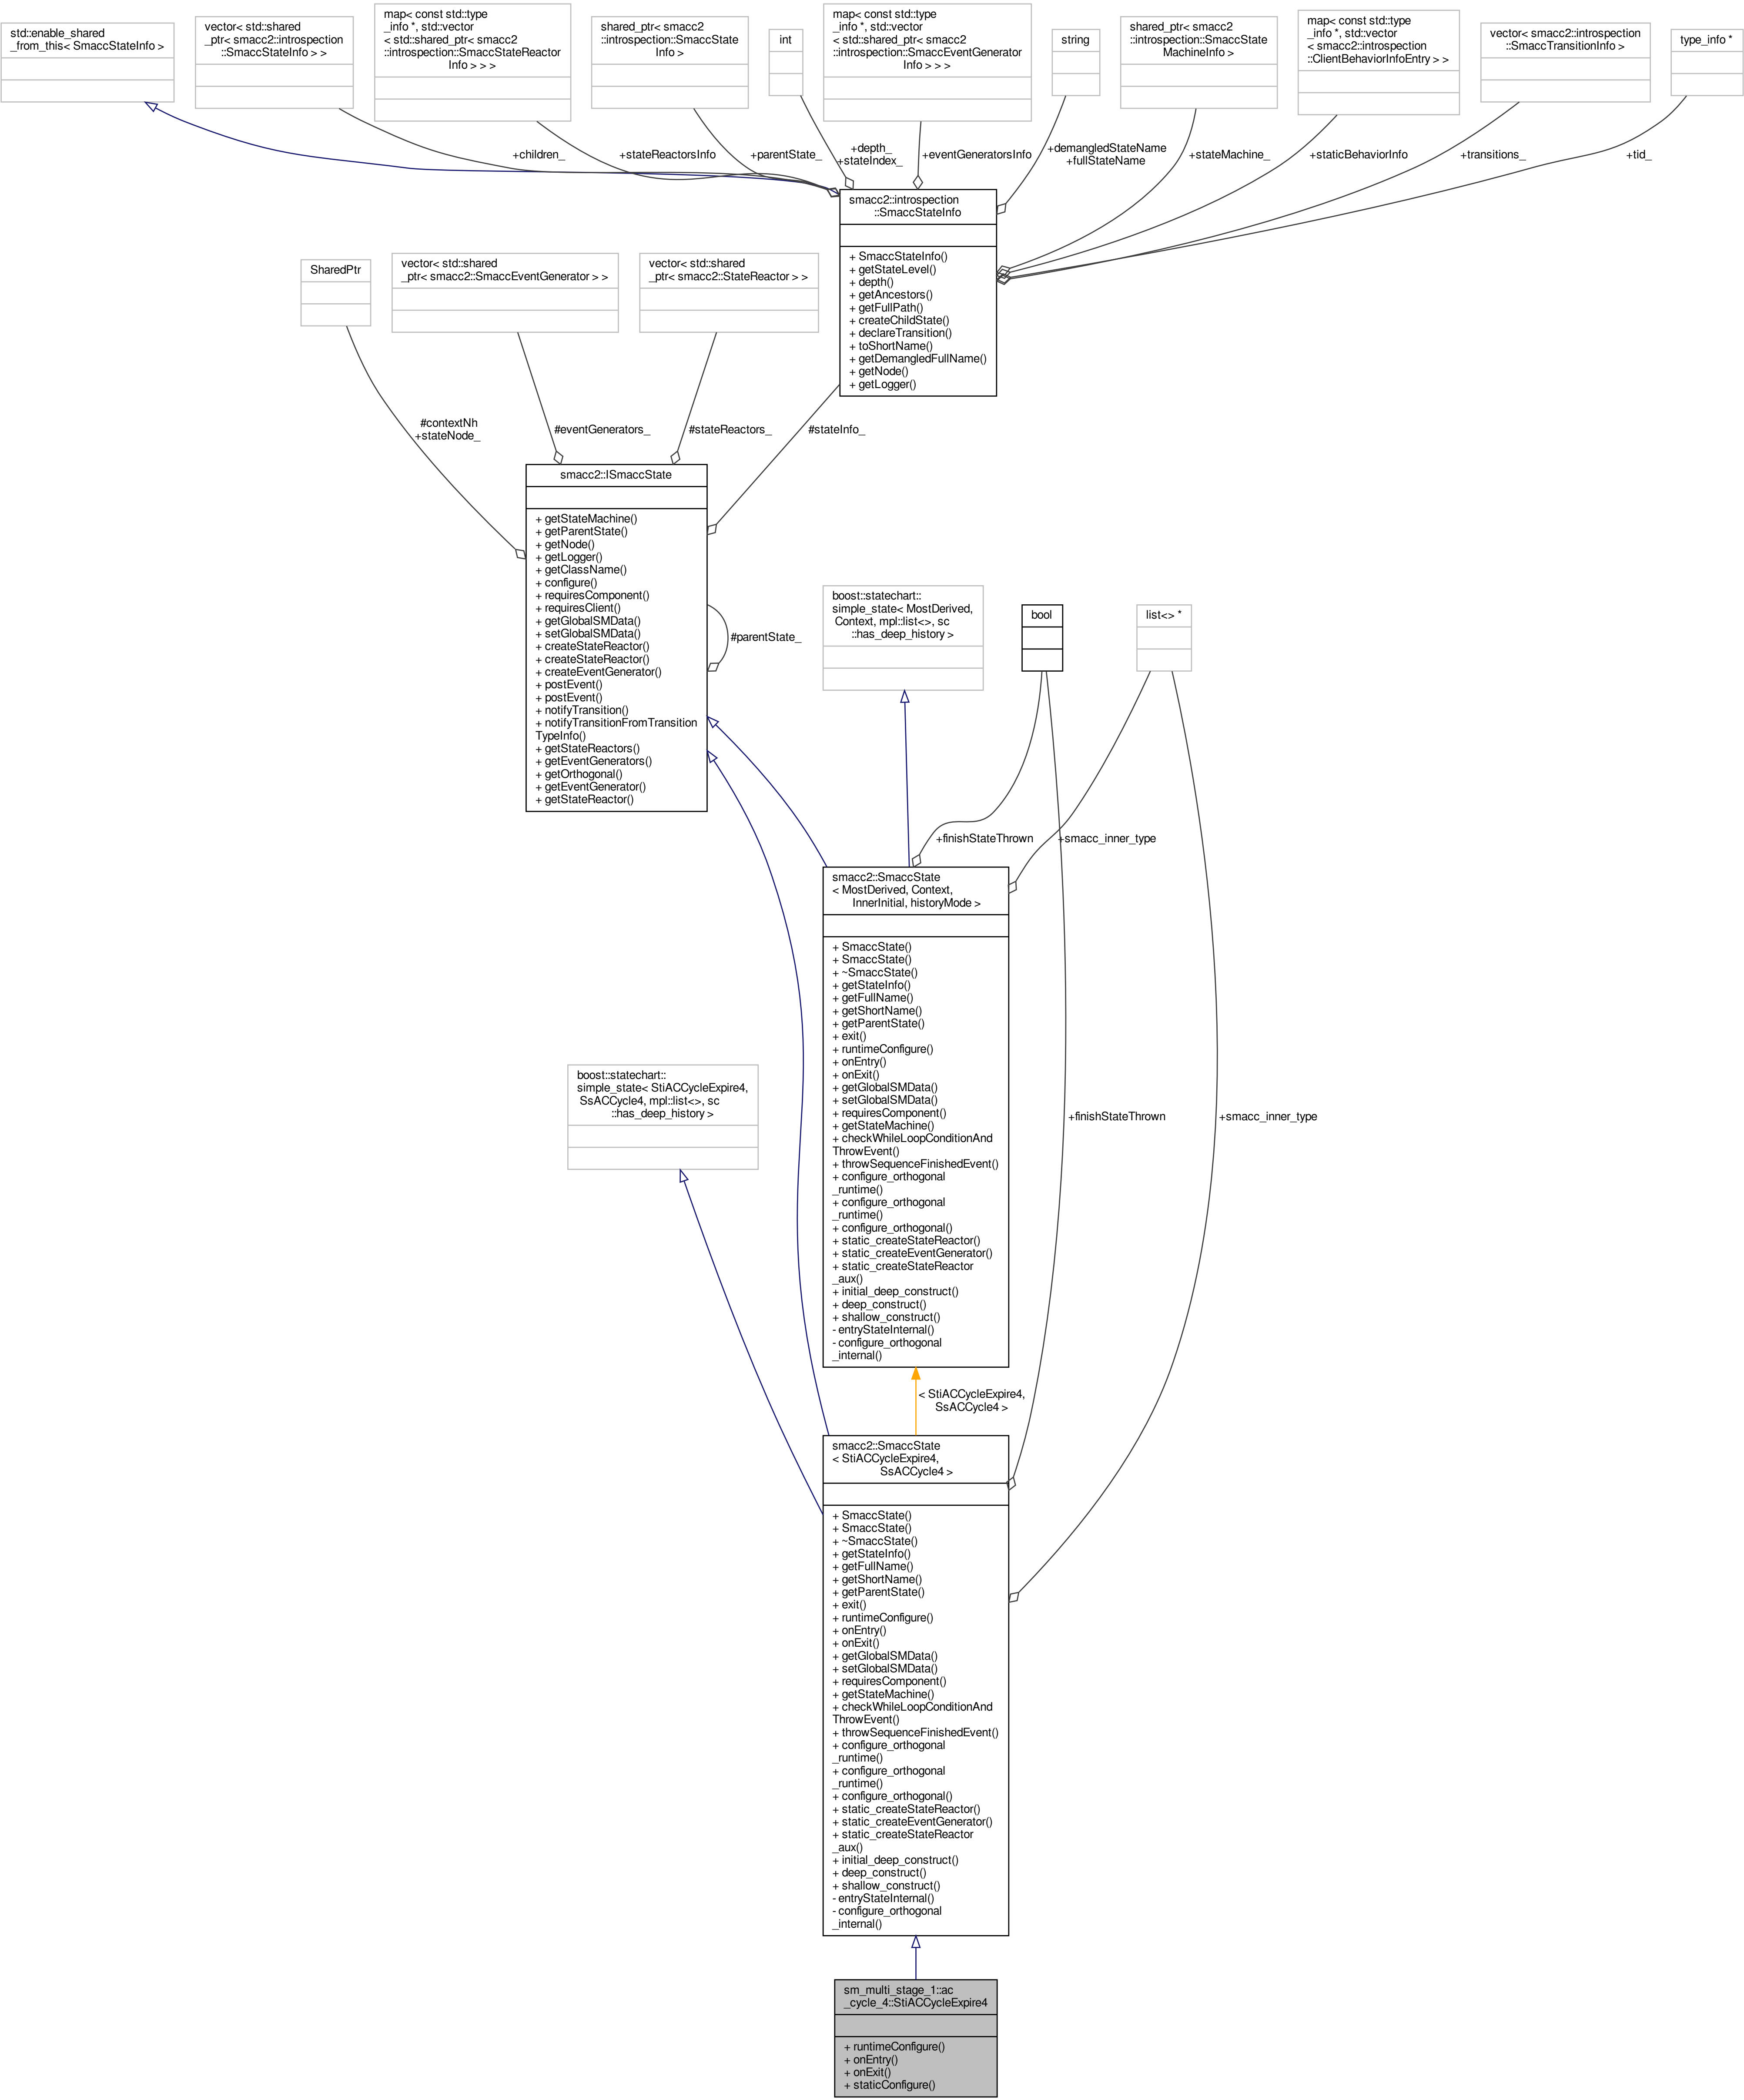 std::enable_shared
_from_this< SmaccStateInfo >
vector< std::shared
_ptr< smacc2::introspection
::SmaccStateInfo > >
map< const std::type
_info *, std::vector
< std::shared_ptr< smacc2
::introspection::SmaccStateReactor
Info > > >
shared_ptr< smacc2
::introspection::SmaccState
Info >
int
map< const std::type
_info *, std::vector
< std::shared_ptr< smacc2
::introspection::SmaccEventGenerator
Info > > >
string
shared_ptr< smacc2
::introspection::SmaccState
MachineInfo >
map< const std::type
_info *, std::vector
< smacc2::introspection
::ClientBehaviorInfoEntry > >
vector< smacc2::introspection
::SmaccTransitionInfo >
type_info *
+children_
+stateReactorsInfo
+parentState_
+depth_
+stateIndex_
+eventGeneratorsInfo
+demangledStateName
+fullStateName
+stateMachine_
+staticBehaviorInfo
+transitions_
+tid_
smacc2::introspection
::SmaccStateInfo
+ SmaccStateInfo()
+ getStateLevel()
+ depth()
+ getAncestors()
+ getFullPath()
+ createChildState()
+ declareTransition()
+ toShortName()
+ getDemangledFullName()
+ getNode()
+ getLogger()
SharedPtr
vector< std::shared
_ptr< smacc2::SmaccEventGenerator > >
vector< std::shared
_ptr< smacc2::StateReactor > >
#contextNh
+stateNode_
#eventGenerators_
#stateReactors_
#stateInfo_
smacc2::ISmaccState
+ getStateMachine()
+ getParentState()
+ getNode()
+ getLogger()
+ getClassName()
+ configure()
+ requiresComponent()
+ requiresClient()
+ getGlobalSMData()
+ setGlobalSMData()
+ createStateReactor()
+ createStateReactor()
+ createEventGenerator()
+ postEvent()
+ postEvent()
+ notifyTransition()
+ notifyTransitionFromTransition
TypeInfo()
+ getStateReactors()
+ getEventGenerators()
+ getOrthogonal()
+ getEventGenerator()
+ getStateReactor()
#parentState_
boost::statechart::
simple_state< MostDerived,
Context, mpl::list<>, sc
::has_deep_history >
bool
list<> *
+finishStateThrown
+smacc_inner_type
smacc2::SmaccState
< MostDerived, Context,
InnerInitial, historyMode >
+ SmaccState()
+ SmaccState()
+ ~SmaccState()
+ getStateInfo()
+ getFullName()
+ getShortName()
+ getParentState()
+ exit()
+ runtimeConfigure()
+ onEntry()
+ onExit()
+ getGlobalSMData()
+ setGlobalSMData()
+ requiresComponent()
+ getStateMachine()
+ checkWhileLoopConditionAnd
ThrowEvent()
+ throwSequenceFinishedEvent()
+ configure_orthogonal
_runtime()
+ configure_orthogonal
_runtime()
+ configure_orthogonal()
+ static_createStateReactor()
+ static_createEventGenerator()
+ static_createStateReactor
_aux()
+ initial_deep_construct()
+ deep_construct()
+ shallow_construct()
- entryStateInternal()
- configure_orthogonal
_internal()
boost::statechart::
simple_state< StiACCycleExpire4,
SsACCycle4, mpl::list<>, sc
::has_deep_history >
+finishStateThrown
+smacc_inner_type
< StiACCycleExpire4,
SsACCycle4 >
smacc2::SmaccState
< StiACCycleExpire4,
SsACCycle4 >
+ SmaccState()
+ SmaccState()
+ ~SmaccState()
+ getStateInfo()
+ getFullName()
+ getShortName()
+ getParentState()
+ exit()
+ runtimeConfigure()
+ onEntry()
+ onExit()
+ getGlobalSMData()
+ setGlobalSMData()
+ requiresComponent()
+ getStateMachine()
+ checkWhileLoopConditionAnd
ThrowEvent()
+ throwSequenceFinishedEvent()
+ configure_orthogonal
_runtime()
+ configure_orthogonal
_runtime()
+ configure_orthogonal()
+ static_createStateReactor()
+ static_createEventGenerator()
+ static_createStateReactor
_aux()
+ initial_deep_construct()
+ deep_construct()
+ shallow_construct()
- entryStateInternal()
- configure_orthogonal
_internal()
sm_multi_stage_1::ac
_cycle_4::StiACCycleExpire4
+ runtimeConfigure()
+ onEntry()
+ onExit()
+ staticConfigure()